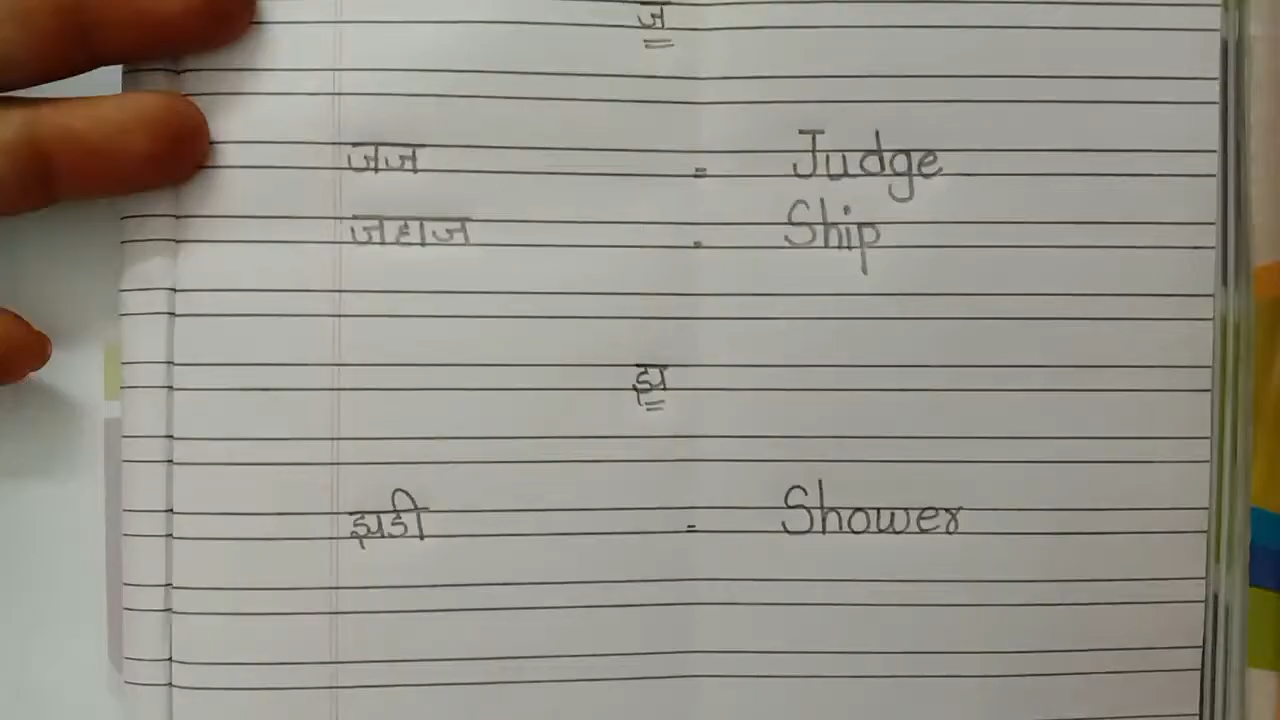 ज
जज = Judge
जहाज . Ship
झ
झडी = Shower